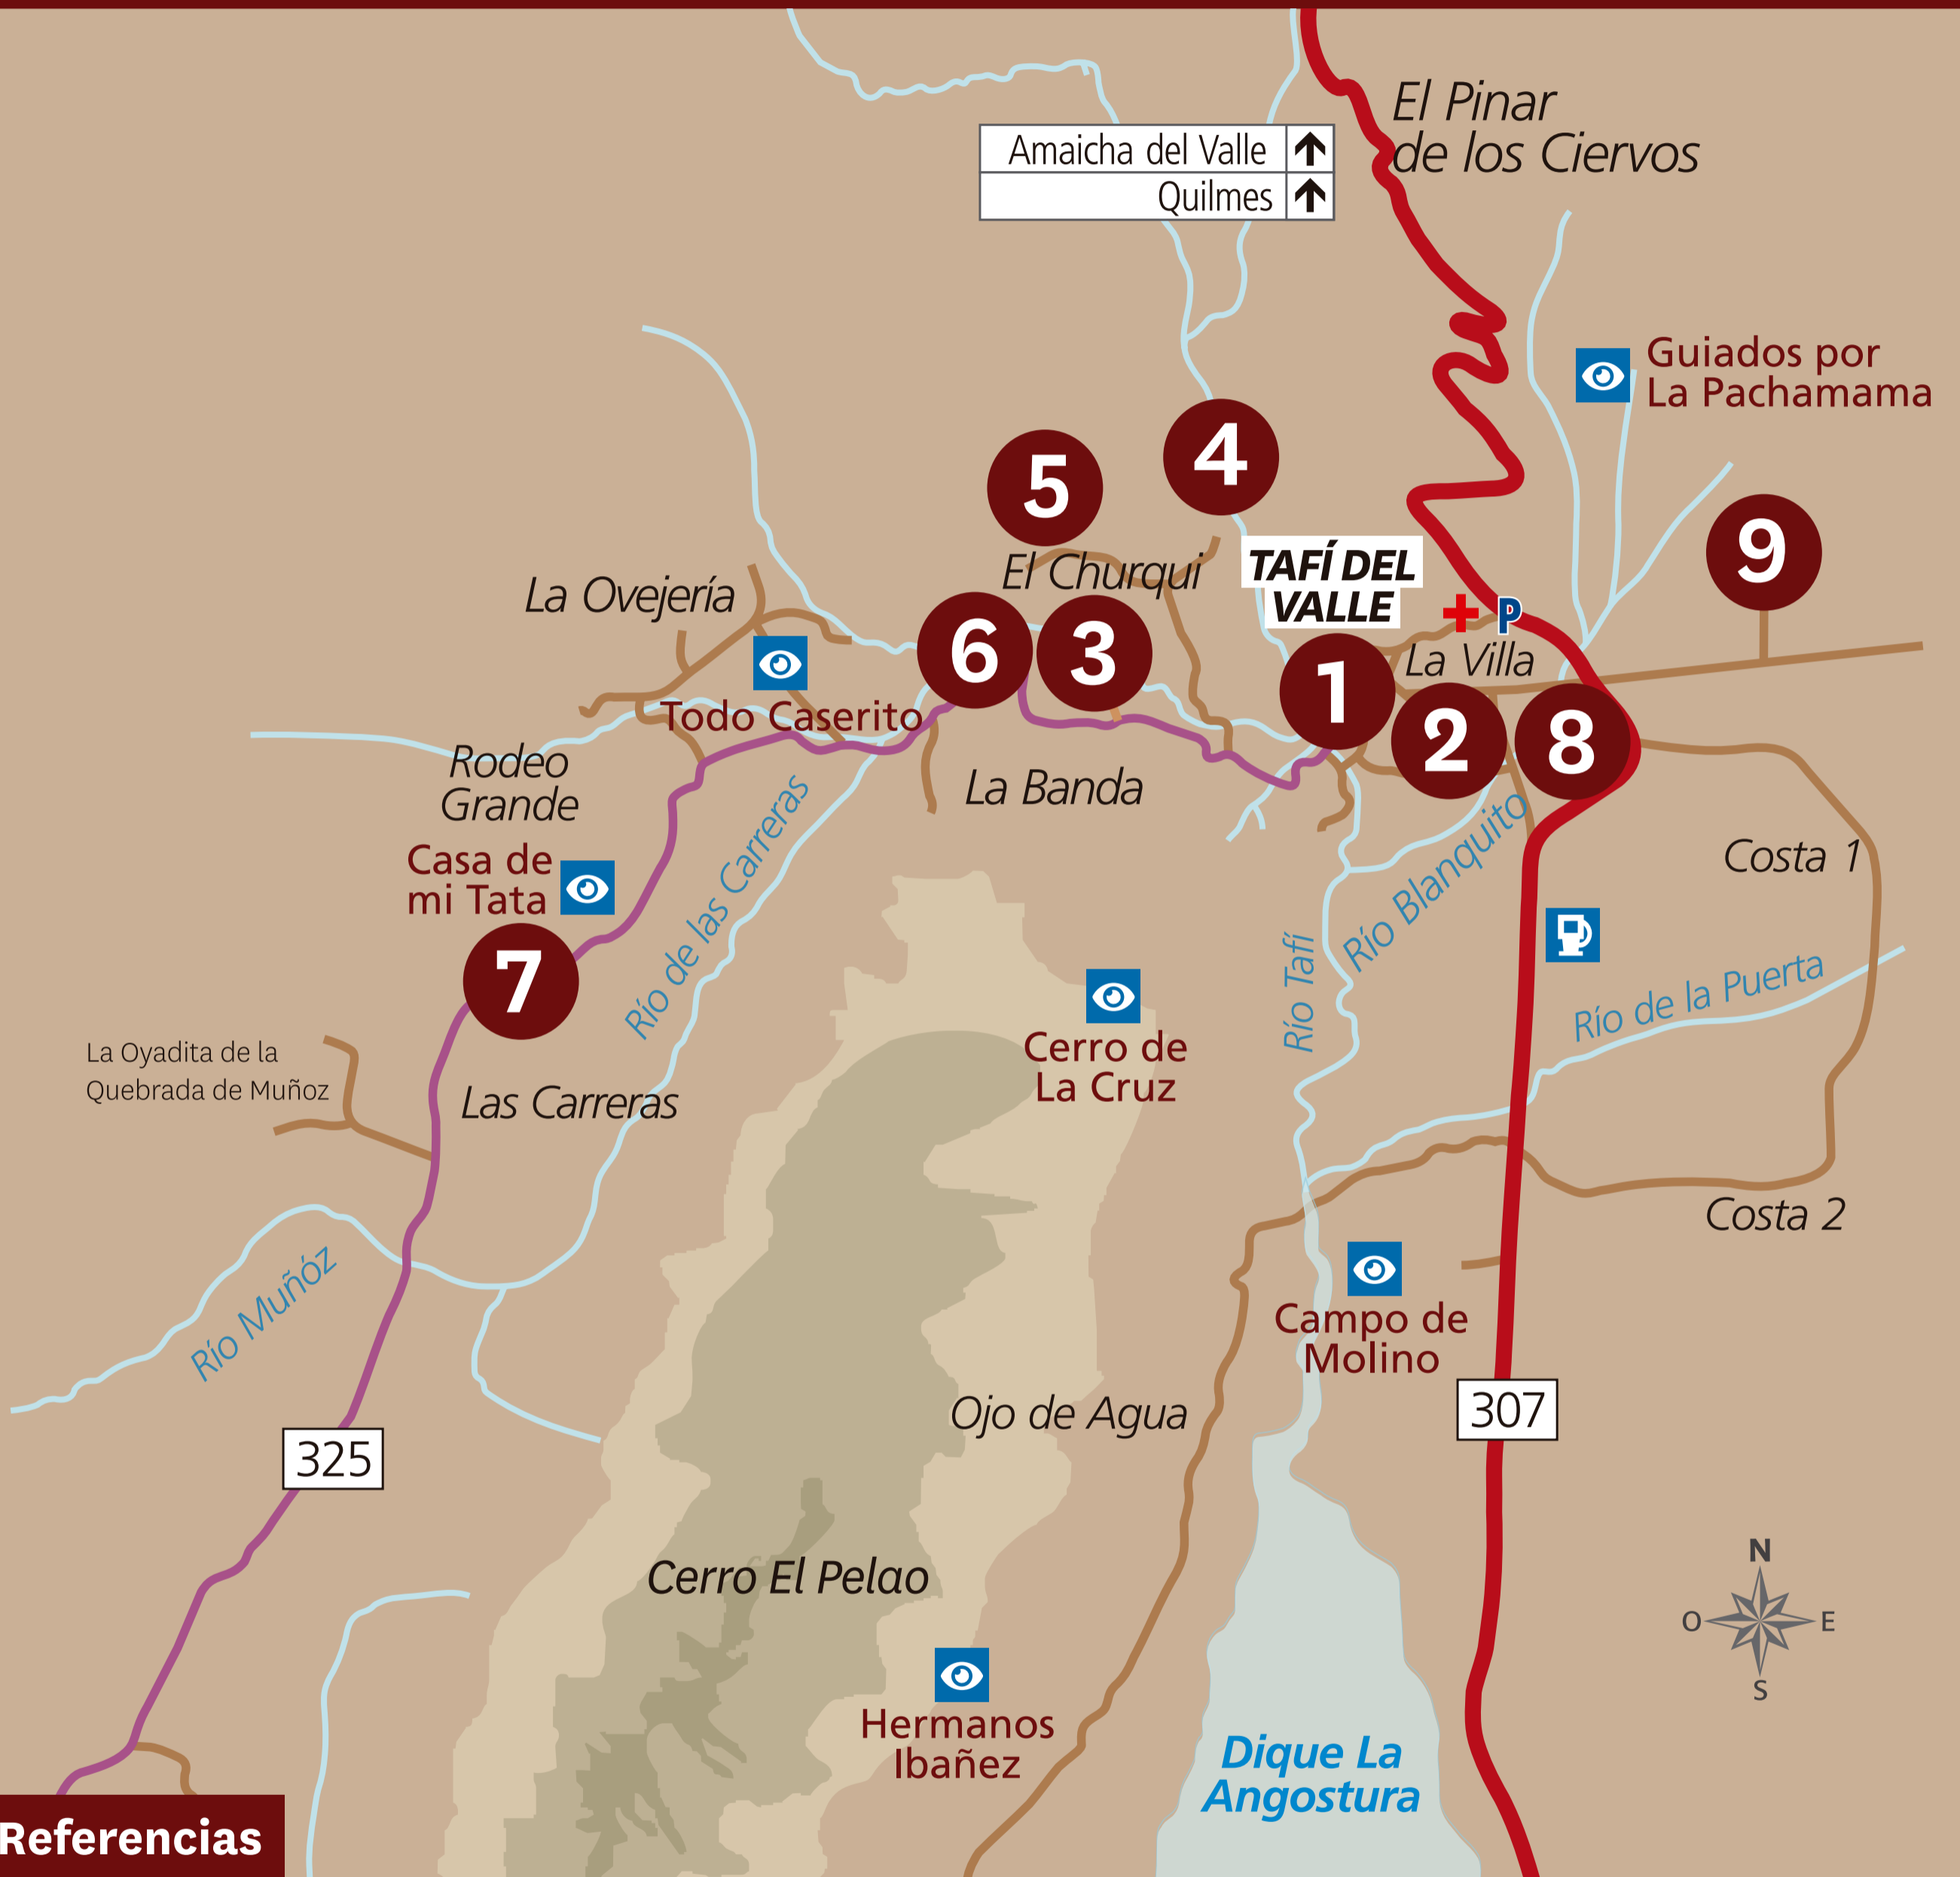 El Pinar
de los Ciervos
Amaicha del Valle
Quilmes
Guiados por
La Pachamama
4
5
9
TAFÍ DEL
VALLE
El Churqui
La Ovejería
P
6
3
1
La Villa
2
8
Todo Caserito
Rodeo
Grande
La Banda
Casa de
mi Tata
Costa 1
Río de las Carreras
Río Blanquito
Río Tafí
Río de la Puerta
7
Cerro de
La Cruz
La Oyadita de la
Quebrada de Muñoz
Las Carreras
Costa 2
Río Muñóz
Campo de
Molino
Ojo de Agua
307
325
Cerro El Pelao
N
O
E
S
Hermanos
Ibañez
Dique La
Angostura
Referencias